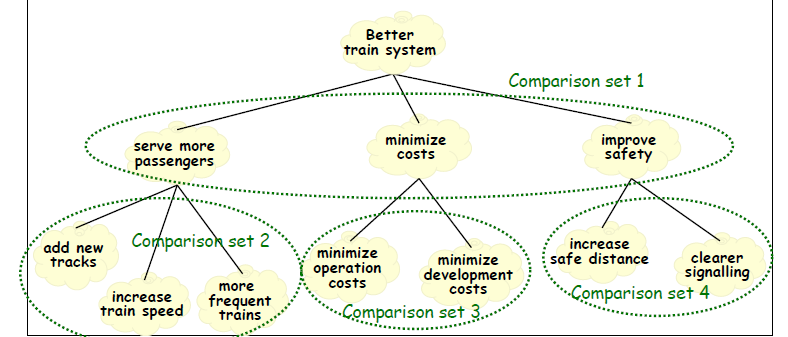 Better
train system
Comparison set 1
serve more
passengers
minimize
costs
improve
safety
add new
tracks
Comparison set 2
increase
train speed
more
frequent
trains
minimize
operation
costs
minimize
development
costs
Comparison set 3
increase
safe distance
clearer
signalling
Comparison set 4